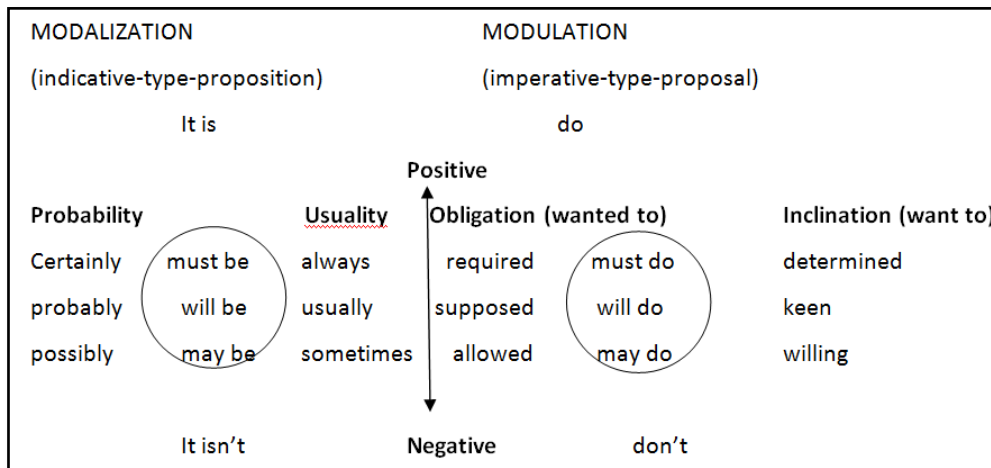 MODALIZATION MODULATION
(indicative-type-proposition) (imperative-type-proposal)
It is do
Positive
Probability Usuality Obligation (wanted to) Inclination (want to)
Certainly must be always required must do determined
probably will be usually supposed will do keen
possibly may be sometimes allowed may do willing
It isn't Negative don't